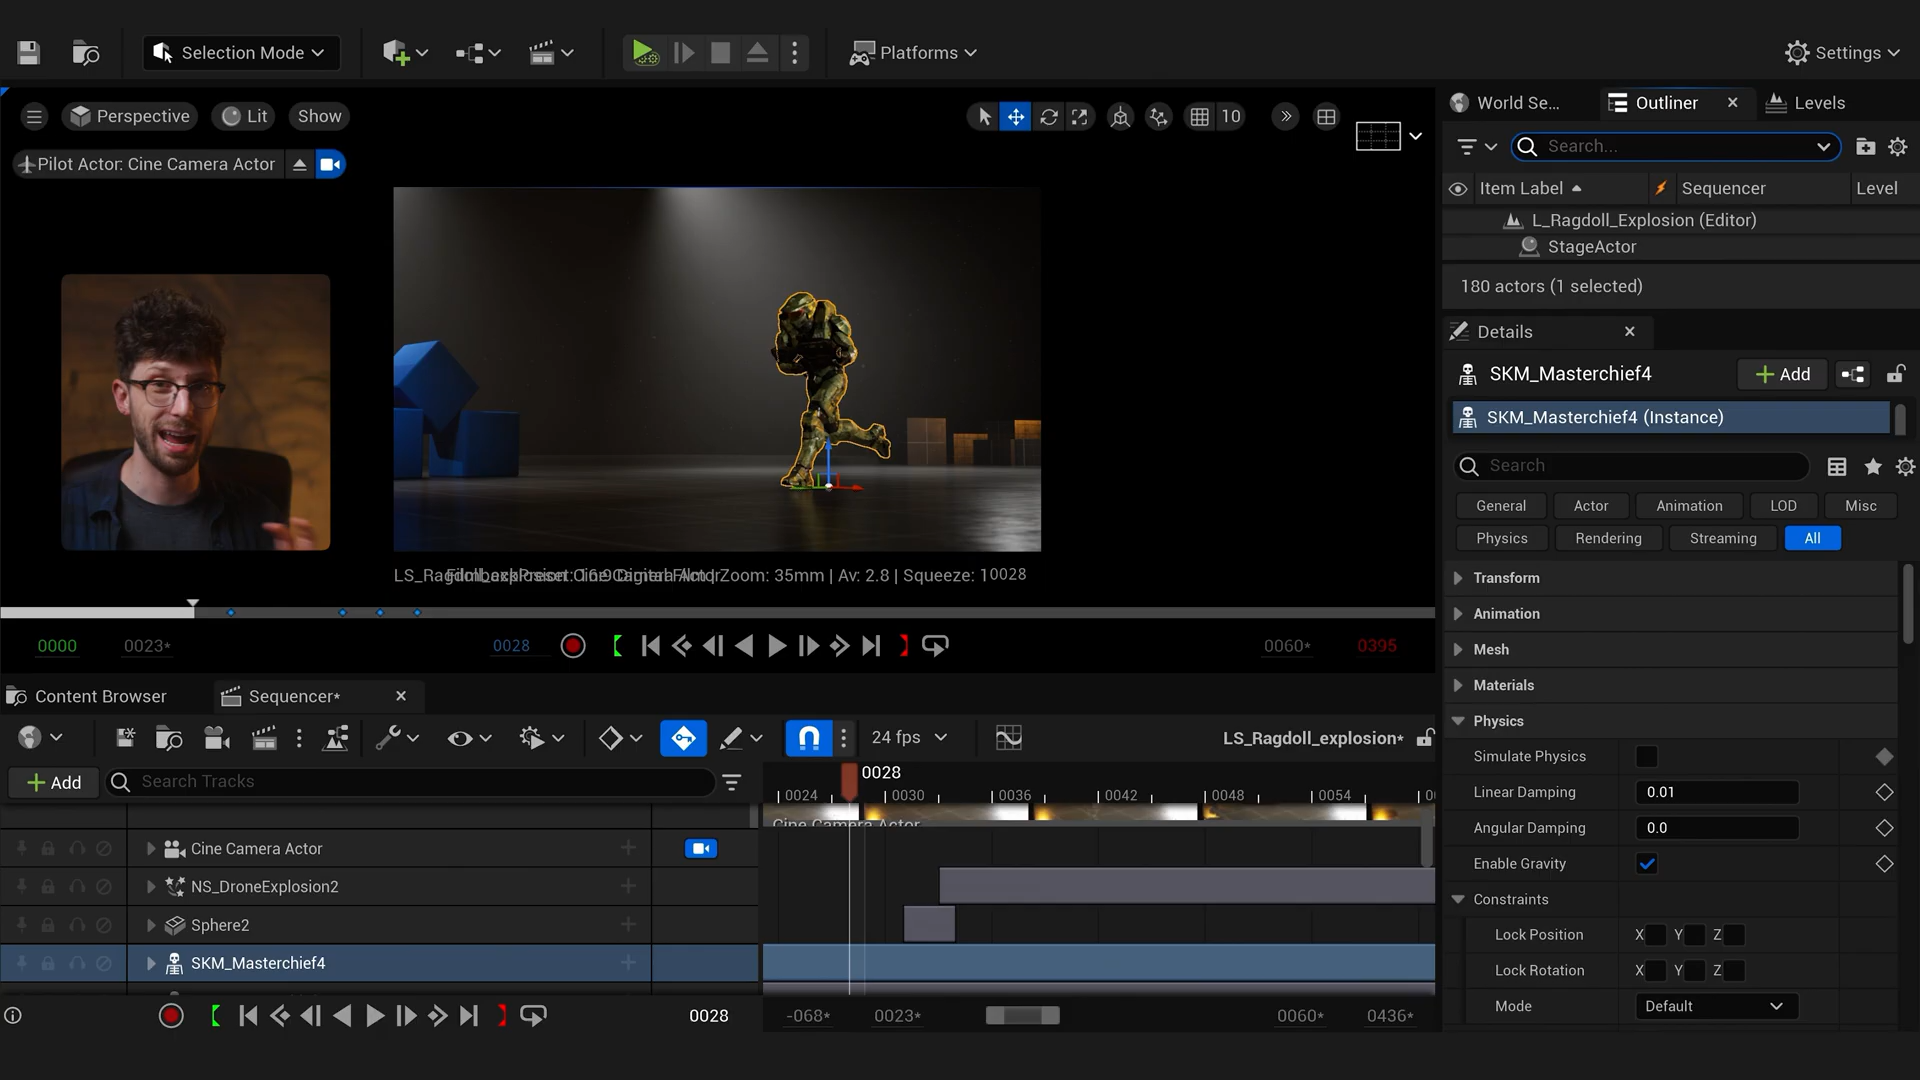 Selection Mode
Platforms
Settings
Perspective
Lit
Show
10
Pilot Actor: Cine Camera Actor
Zoom: 35mm | Av: 2.8 | Squeeze: 1
0028
0000
0023*
0028
0060*
0395
Content Browser
Sequencer*
24 fps
LS_Ragdoll_explosion*
Add
Search Tracks
0028
0024
0030
0036
0042
0048
0054
Cine Camera Actor
Cine Camera Actor
NS_DroneExplosion2
Sphere2
SKM_Masterchief4
0028
-068*
0023*
0060*
0436*
World Se...
Outliner
Levels
Search...
Item Label
Sequencer
Level
L_Ragdoll_Explosion (Editor)
StageActor
180 actors (1 selected)
Details
SKM_Masterchief4
Add
SKM_Masterchief4 (Instance)
Search
General
Actor
Animation
LOD
Misc
Physics
Rendering
Streaming
All
Transform
Animation
Mesh
Materials
Physics
Simulate Physics
Linear Damping
0.01
Angular Damping
0.0
Enable Gravity
Constraints
Lock Position
X
Y
Z
Lock Rotation
X
Y
Z
Mode
Default